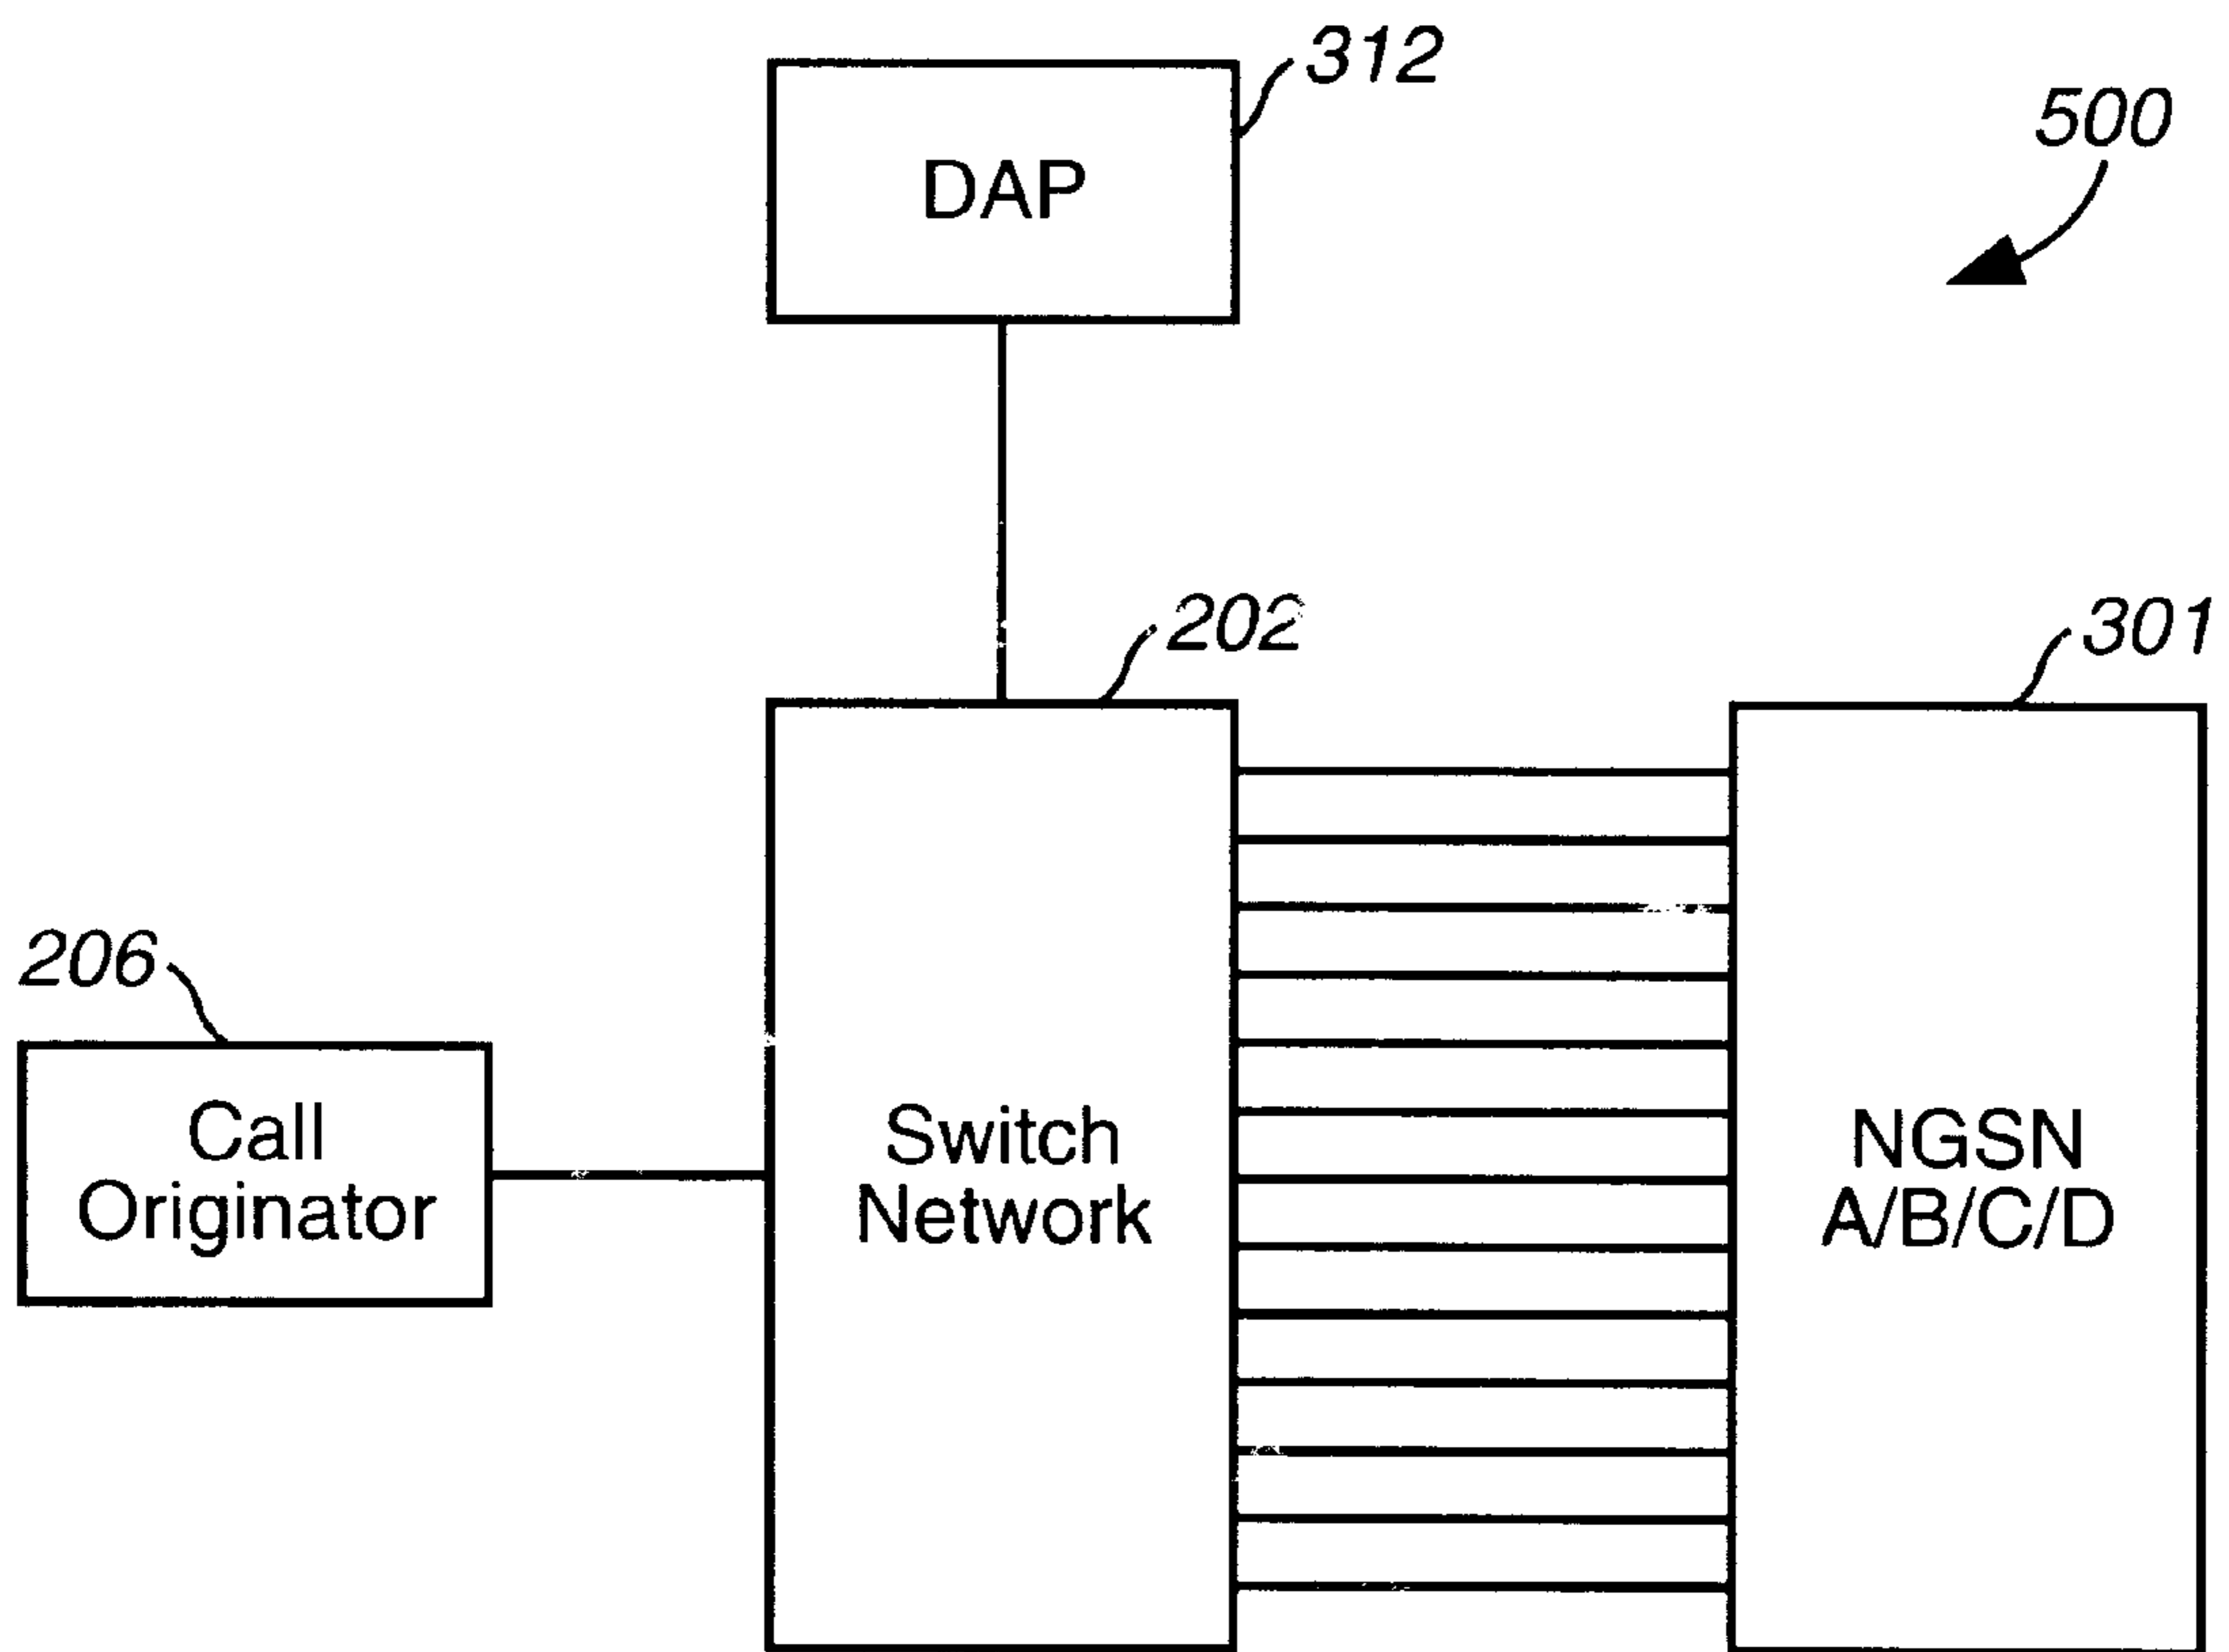 312
500
DAP
202
301
206
Call
Originator
Switch
Network
NGSN
A/B/C/D